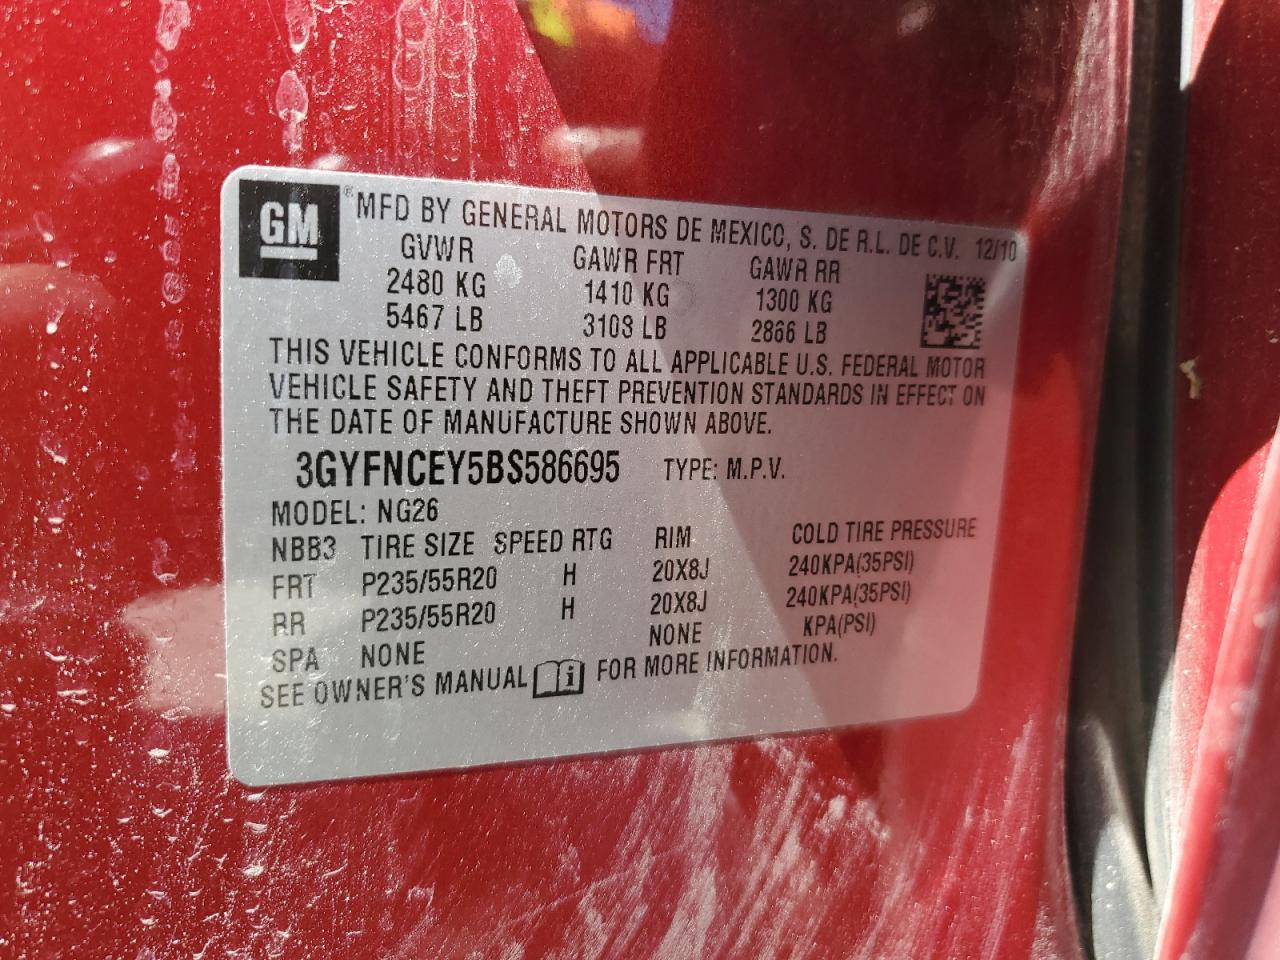 GM ® MFD BY GENERAL MOTORS DE MEXICO, S. DE R.L. DE C.V. 12/10
GVWR GAWR FRT GAWR RR
2480 KG 1410 KG 1300 KG
5467 LB 3108 LB 2866 LB
THIS VEHICLE CONFORMS TO ALL APPLICABLE U.S. FEDERAL MOTOR
VEHICLE SAFETY AND THEFT PREVENTION STANDARDS IN EFFECT ON
THE DATE OF MANUFACTURE SHOWN ABOVE.
3GYFNCEY5BS586695 TYPE: M.P.V.
MODEL: NG26
NBB3 TIRE SIZE SPEED RTG RIM COLD TIRE PRESSURE
FRT P235/55R20 H 20X8J 240KPA(35PSI)
RR P235/55R20 H 20X8J 240KPA(35PSI)
SPA NONE NONE KPA(PSI)
SEE OWNER'S MANUAL i FOR MORE INFORMATION.